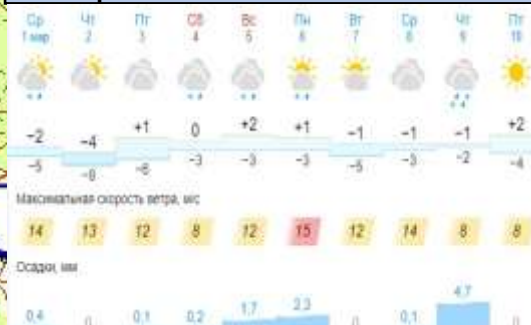 Ср Чт Пт Сб Вс Пн Вт Ср Чт Пт
1 мар 2 3 4 5 6 7 8 9 10
−2 −4 +1 0 +2 +1 −1 −1 −1 +2
−5 −9 −6 −3 −3 −3 −5 −3 −2 −4
Максимальная скорость ветра, м/с
14 13 12 8 12 15 12 14 8 8
Осадки, мм
0,4 0 0,1 0,2 1,7 2,3 0 0,1 4,7 0